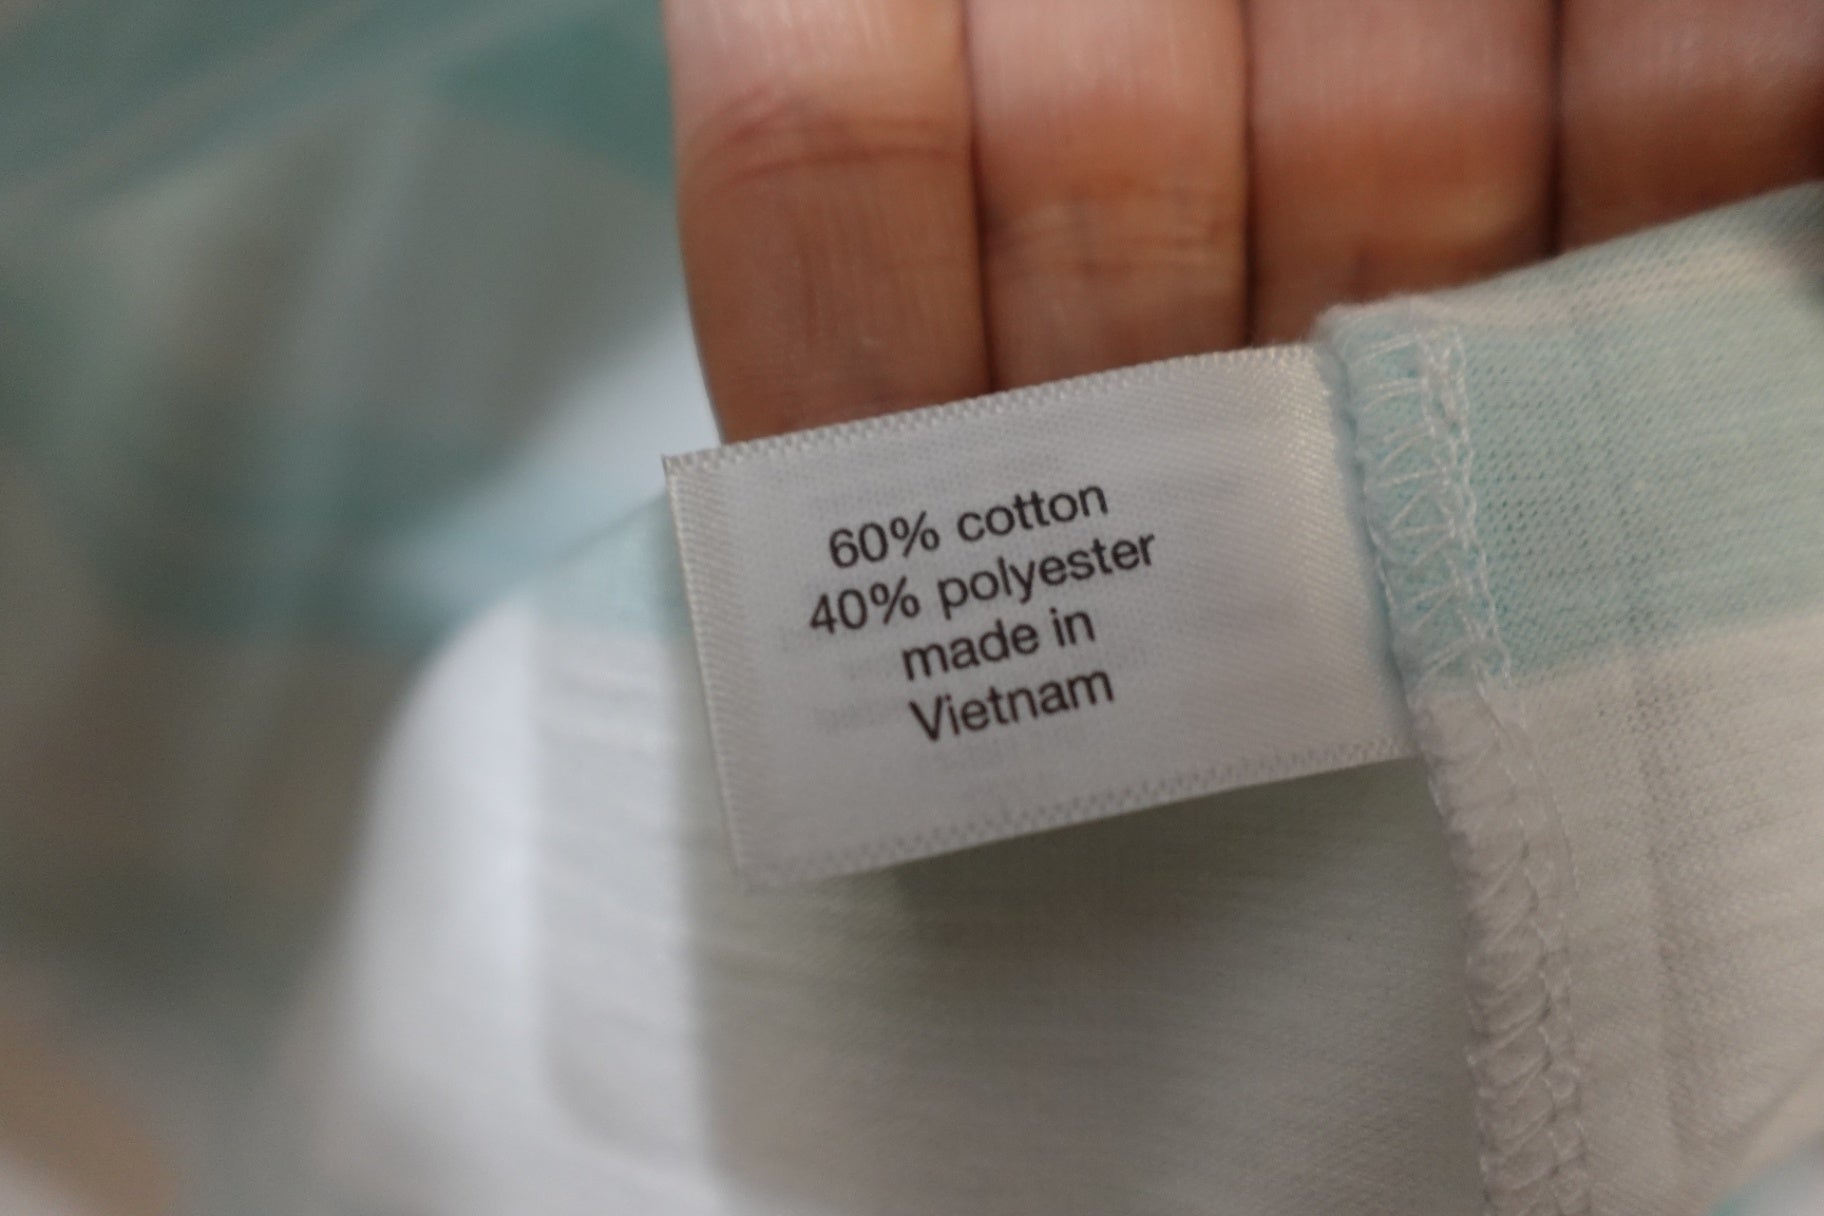 60% cotton
40% polyester
made in
Vietnam